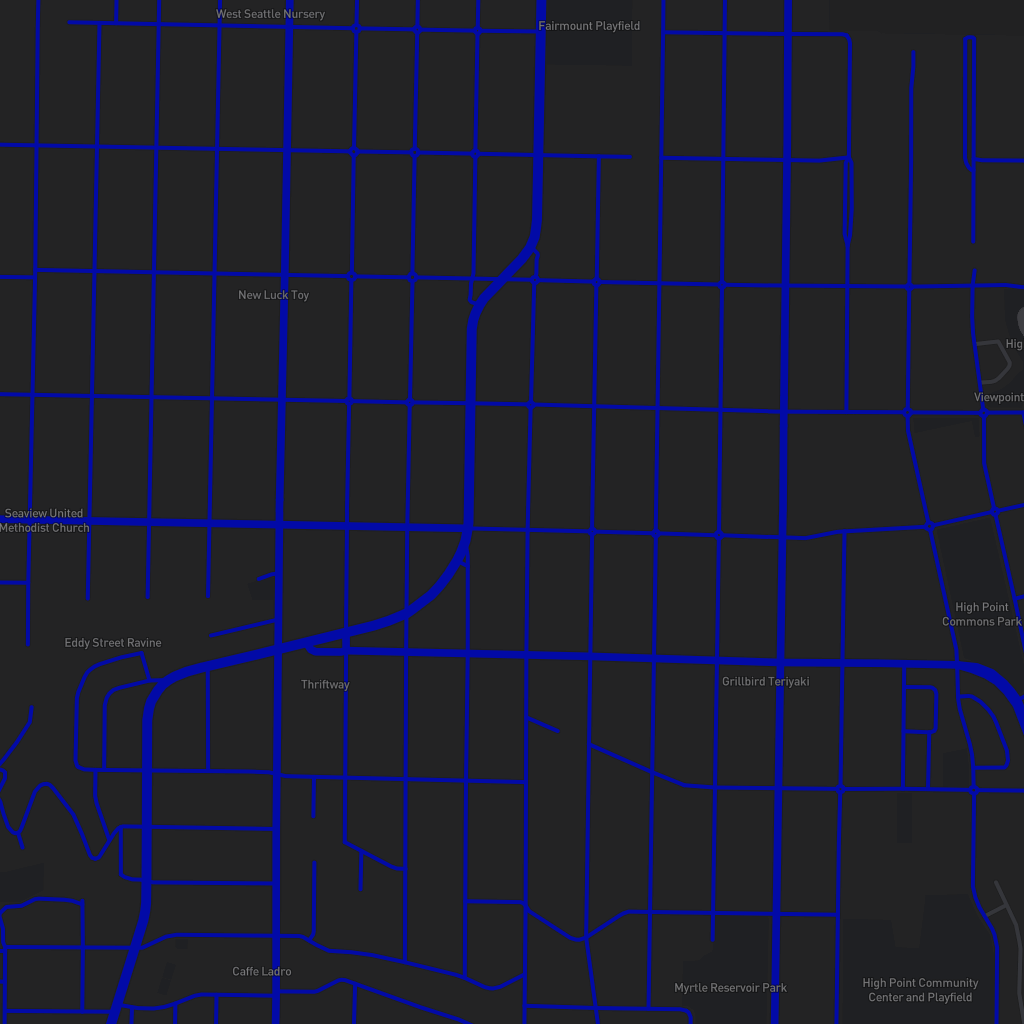 West Seattle Nursery
Fairmount Playfield
New Luck Toy
Hig
Viewpoint
Seaview United
Methodist Church
High Point
Commons Park
Eddy Street Ravine
Thriftway
Grillbird Teriyaki
Caffe Ladro
Myrtle Reservoir Park
High Point Community
Center and Playfield